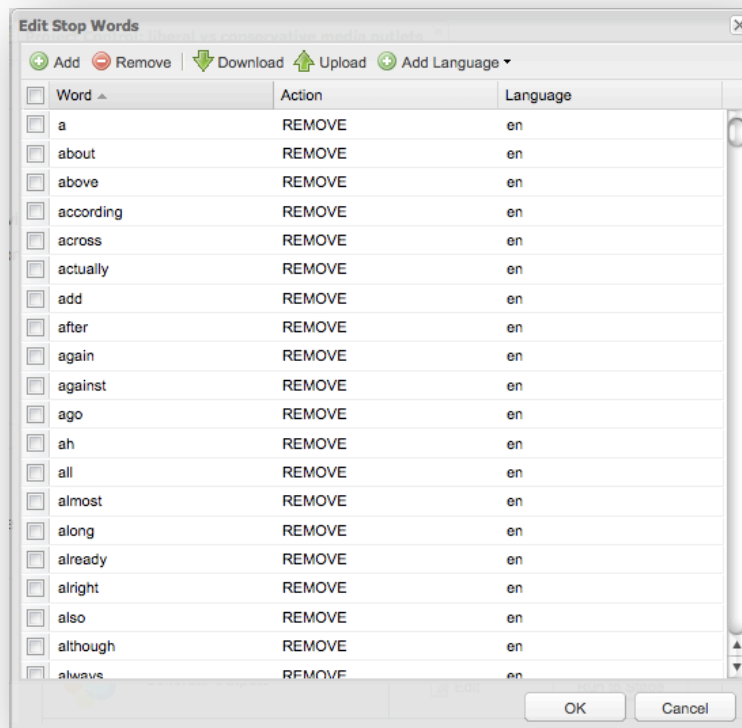 Edit Stop Words
Add Remove Download Upload Add Language
Word Action Language
a REMOVE en
about REMOVE en
above REMOVE en
according REMOVE en
across REMOVE en
actually REMOVE en
add REMOVE en
after REMOVE en
again REMOVE en
against REMOVE en
ago REMOVE en
ah REMOVE en
all REMOVE en
almost REMOVE en
along REMOVE en
already REMOVE en
alright REMOVE en
also REMOVE en
although REMOVE en
always REMOVE en
OK Cancel